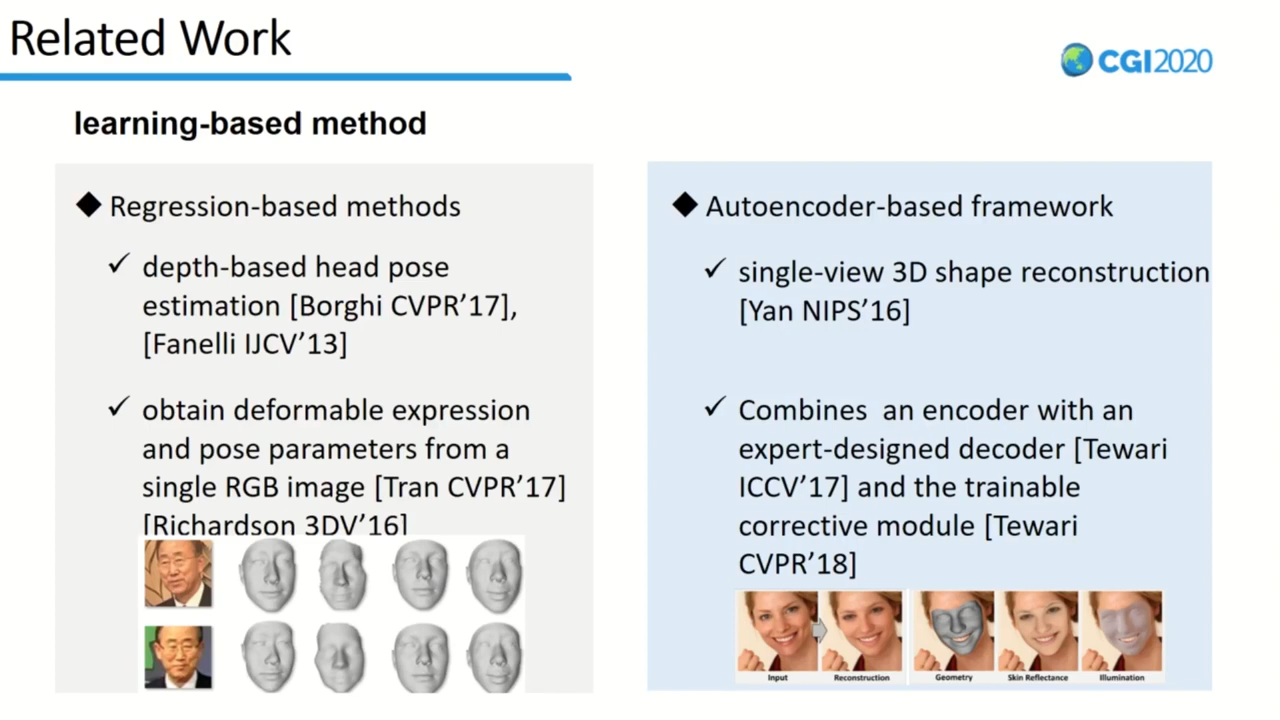 Related Work
CGI2020
learning-based method
Regression-based methods
depth-based head pose
estimation [Borghi CVPR’17],
[Fanelli IJCV’13]
obtain deformable expression
and pose parameters from a
single RGB image [Tran CVPR’17]
[Richardson 3DV’16]
Autoencoder-based framework
single-view 3D shape reconstruction
[Yan NIPS’16]
Combines an encoder with an
expert-designed decoder [Tewari
ICCV’17] and the trainable
corrective module [Tewari
CVPR’18]
Input Reconstruction Geometry Skin Reflectance Illumination